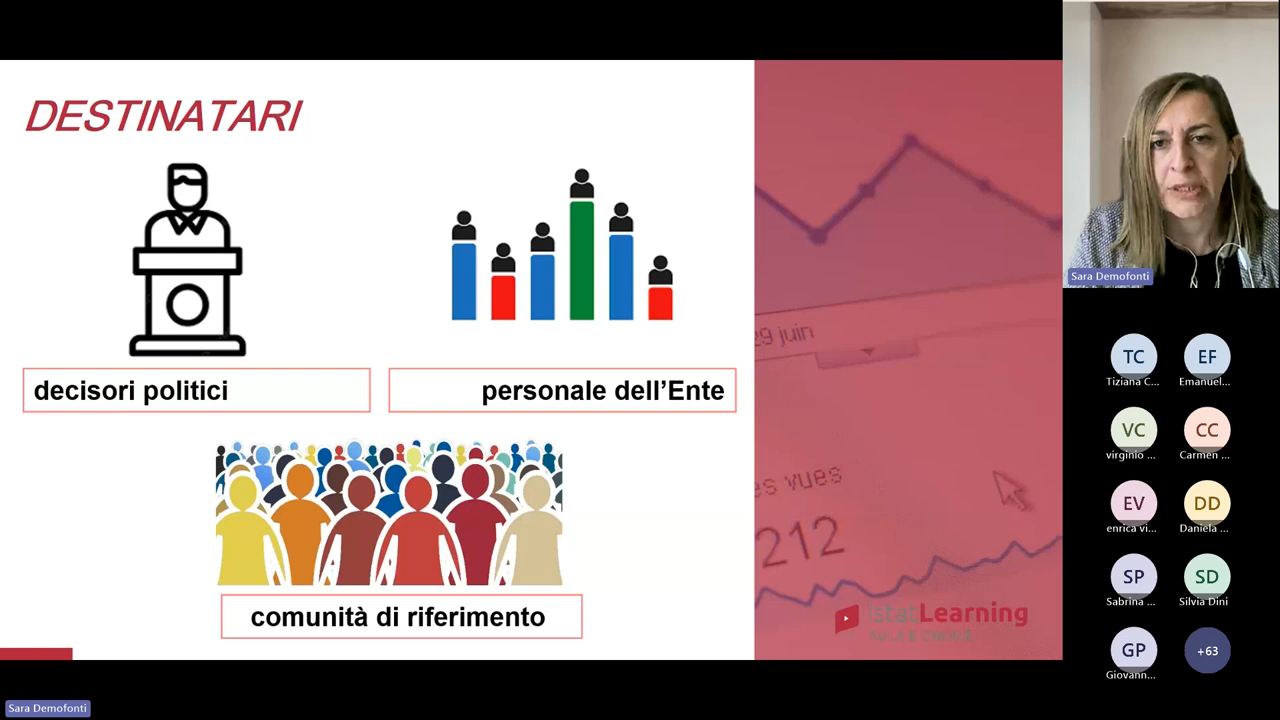 DESTINATARI
decisori politici
personale dell’Ente
comunità di riferimento
29 juin
es vues
212
istatLearning
Sara Demofonti
TC
Tiziana C...
EF
Emanuel...
VC
virginio ...
CC
Carmen ...
EV
enrica vi...
DD
Daniela ...
SP
Sabrina ...
SD
Silvia Dini
GP
Giovann...
+63
Sara Demofonti